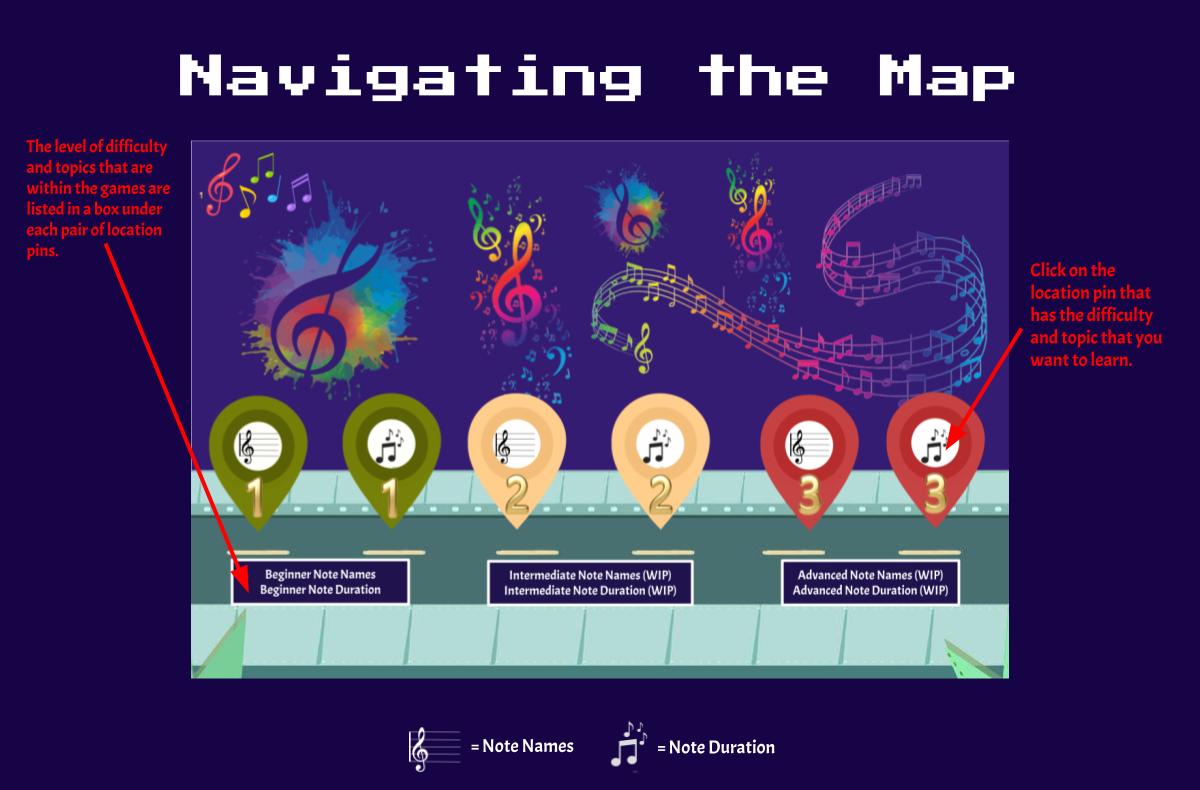 Navigating the Map
The level of difficulty
and topics that are
within the games are
listed in a box under
each pair of location
pins.
Click on the
location pin that
has the difficulty
and topic that you
want to learn.
1
1
2
2
3
3
Beginner Note Names
Beginner Note Duration
Intermediate Note Names (WIP)
Intermediate Note Duration (WIP)
Advanced Note Names (WIP)
Advanced Note Duration (WIP)
= Note Names
= Note Duration